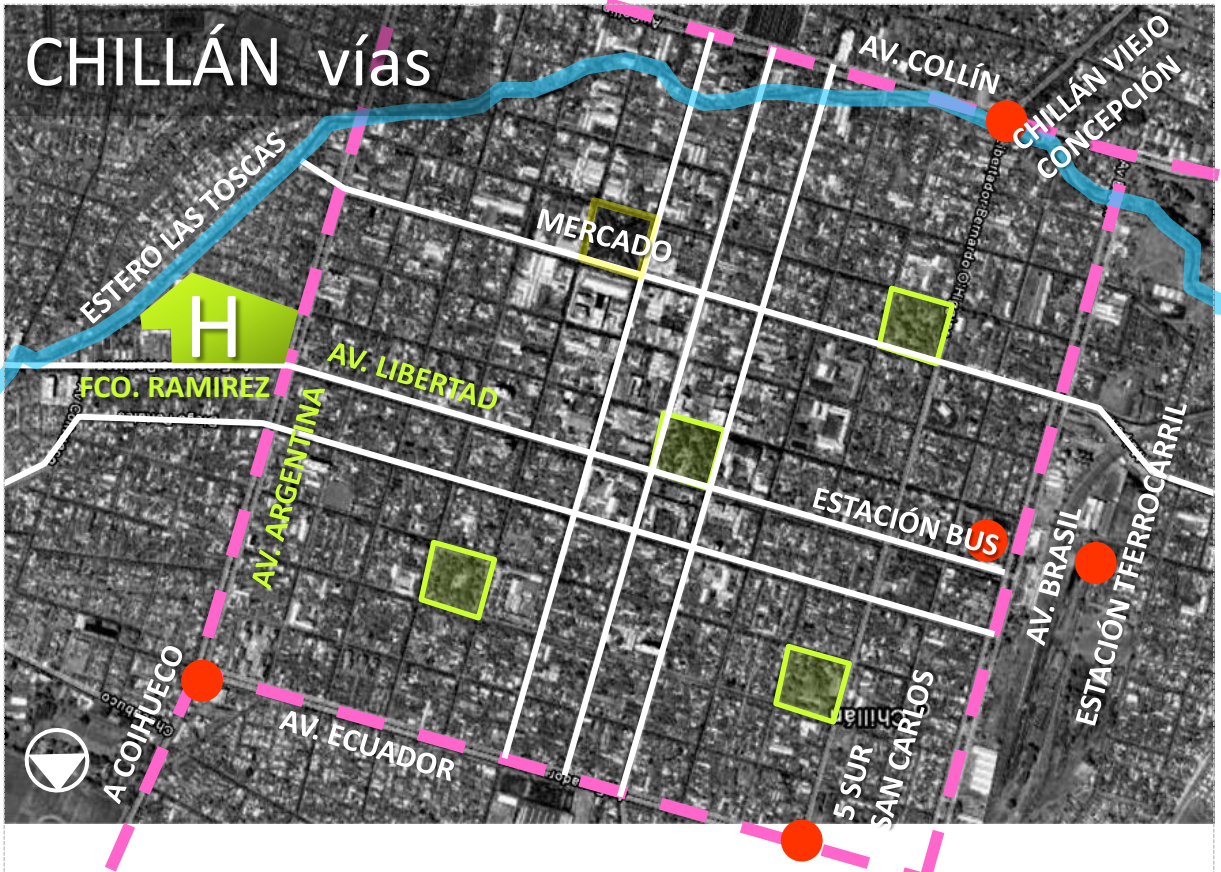 CHILLÁN vías
AV. COLLÍN
CHILLÁN VIEJO
CONCEPCIÓN
ESTERO LAS TOSCAS
MERCADO
H
AV. LIBERTAD
FCO. RAMIREZ
AV. ARGENTINA
ESTACIÓN BUS
AV. BRASIL
ESTACIÓN TFERROCARRIL
A COIHUECO
AV. ECUADOR
5 SUR
SAN CARLOS
Chillán